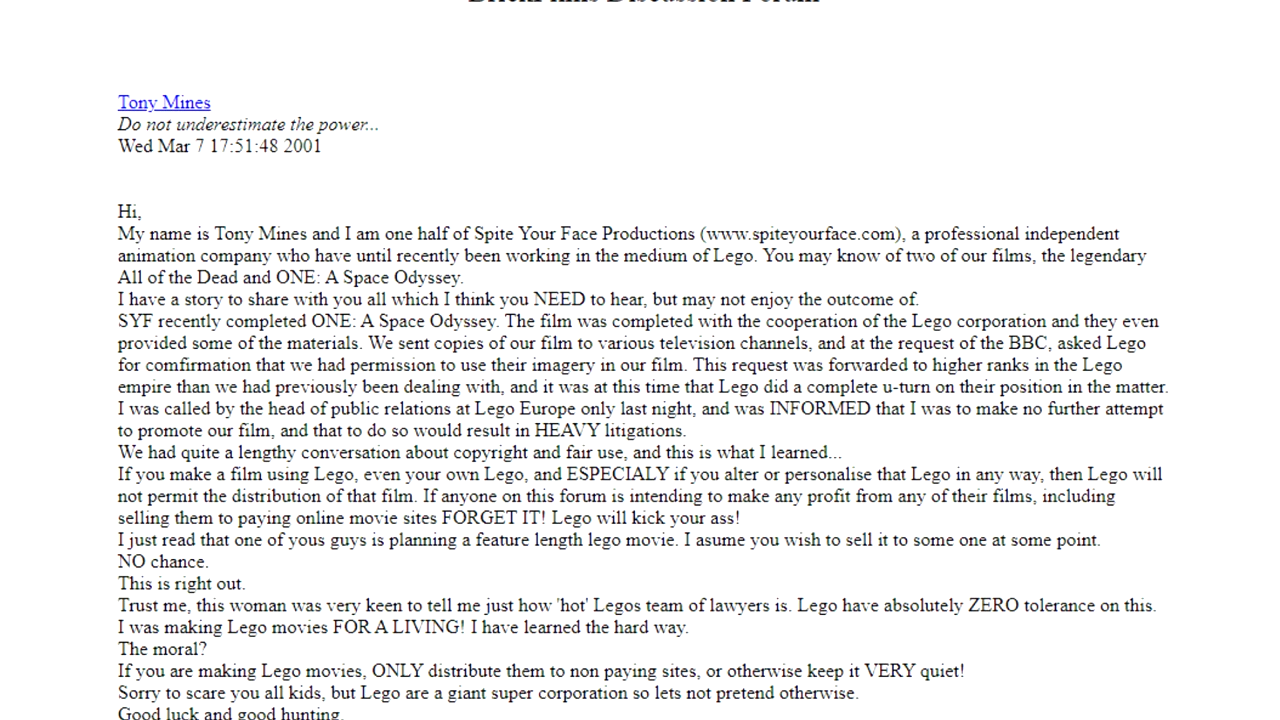 BrickFilms Discussion Forum
Tony Mines
Do not underestimate the power...
Wed Mar 7 17:51:48 2001
Hi,
My name is Tony Mines and I am one half of Spite Your Face Productions (www.spiteyourface.com), a professional independent
animation company who have until recently been working in the medium of Lego. You may know of two of our films, the legendary
All of the Dead and ONE: A Space Odyssey.
I have a story to share with you all which I think you NEED to hear, but may not enjoy the outcome of.
SYF recently completed ONE: A Space Odyssey. The film was completed with the cooperation of the Lego corporation and they even
provided some of the materials. We sent copies of our film to various television channels, and at the request of the BBC, asked Lego
for comfirmation that we had permission to use their imagery in our film. This request was forwarded to higher ranks in the Lego
empire than we had previously been dealing with, and it was at this time that Lego did a complete u-turn on their position in the matter.
I was called by the head of public relations at Lego Europe only last night, and was INFORMED that I was to make no further attempt
to promote our film, and that to do so would result in HEAVY litigations.
We had quite a lengthy conversation about copyright and fair use, and this is what I learned...
If you make a film using Lego, even your own Lego, and ESPECIALY if you alter or personalise that Lego in any way, then Lego will
not permit the distribution of that film. If anyone on this forum is intending to make any profit from any of their films, including
selling them to paying online movie sites FORGET IT! Lego will kick your ass!
I just read that one of yous guys is planning a feature length lego movie. I asume you wish to sell it to some one at some point.
NO chance.
This is right out.
Trust me, this woman was very keen to tell me just how 'hot' Legos team of lawyers is. Lego have absolutely ZERO tolerance on this.
I was making Lego movies FOR A LIVING! I have learned the hard way.
The moral?
If you are making Lego movies, ONLY distribute them to non paying sites, or otherwise keep it VERY quiet!
Sorry to scare you all kids, but Lego are a giant super corporation so lets not pretend otherwise.
Good luck and good hunting.